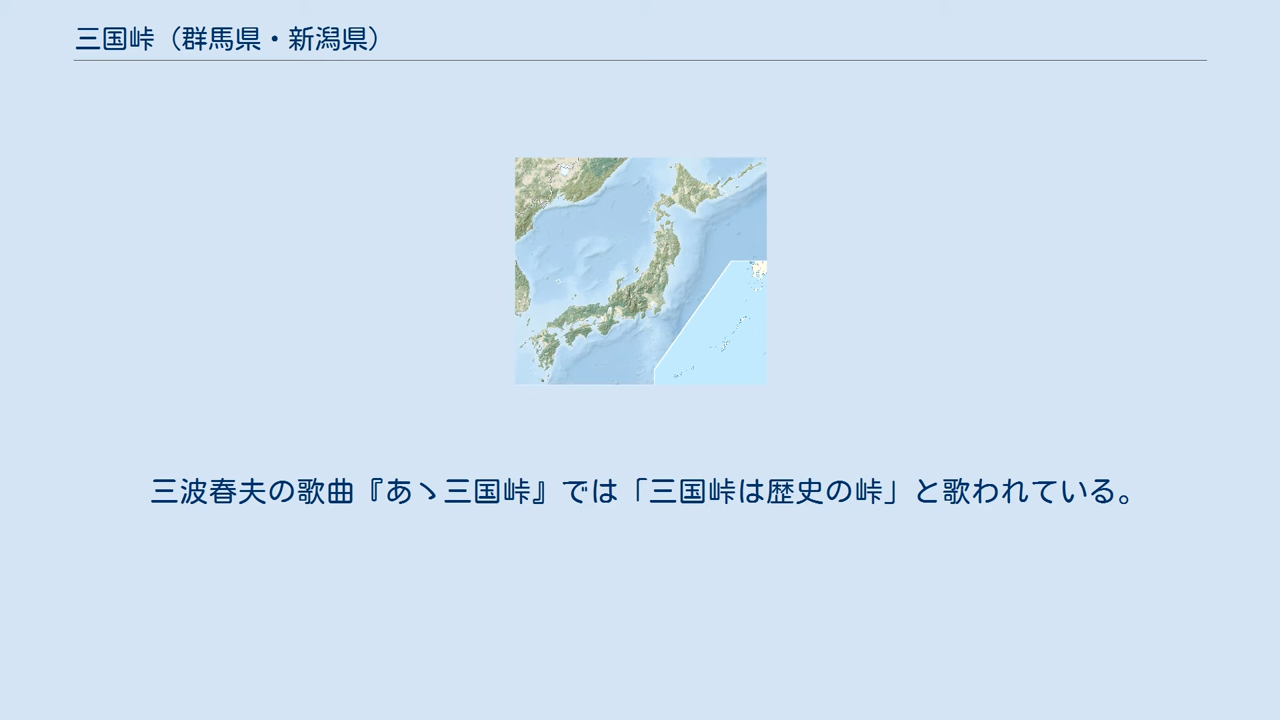 三国峠（群馬県・新潟県）
三波春夫の歌曲『あゝ三国峠』では「三国峠は歴史の峠」と歌われている。